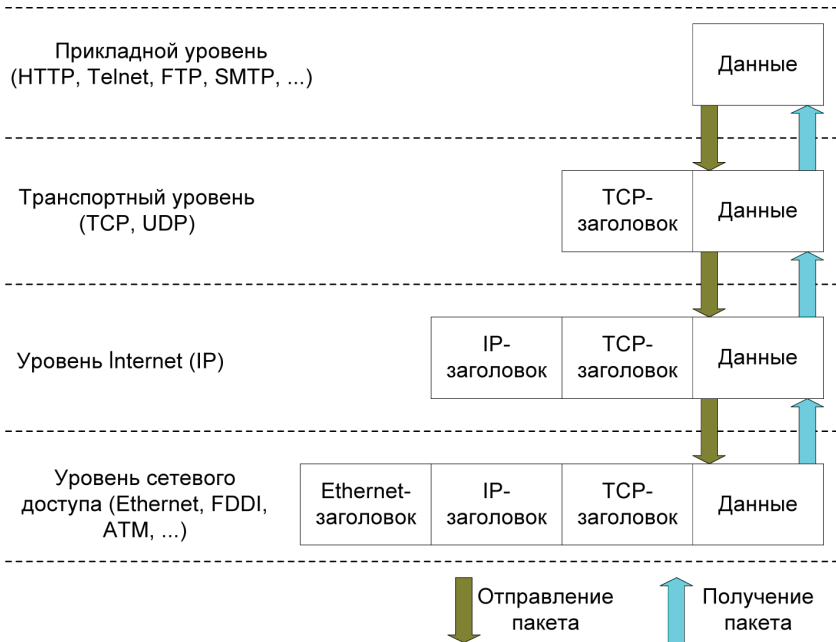 Прикладной уровень
(HTTP, Telnet, FTP, SMTP, ...)
Данные
Транспортный уровень
(TCP, UDP)
TCP-
заголовок
Данные
Уровень Internet (IP)
IP-
заголовок
TCP-
заголовок
Данные
Уровень сетевого
доступа (Ethernet, FDDI,
ATM, ...)
Ethernet-
заголовок
IP-
заголовок
TCP-
заголовок
Данные
Отправление
пакета
Получение
пакета